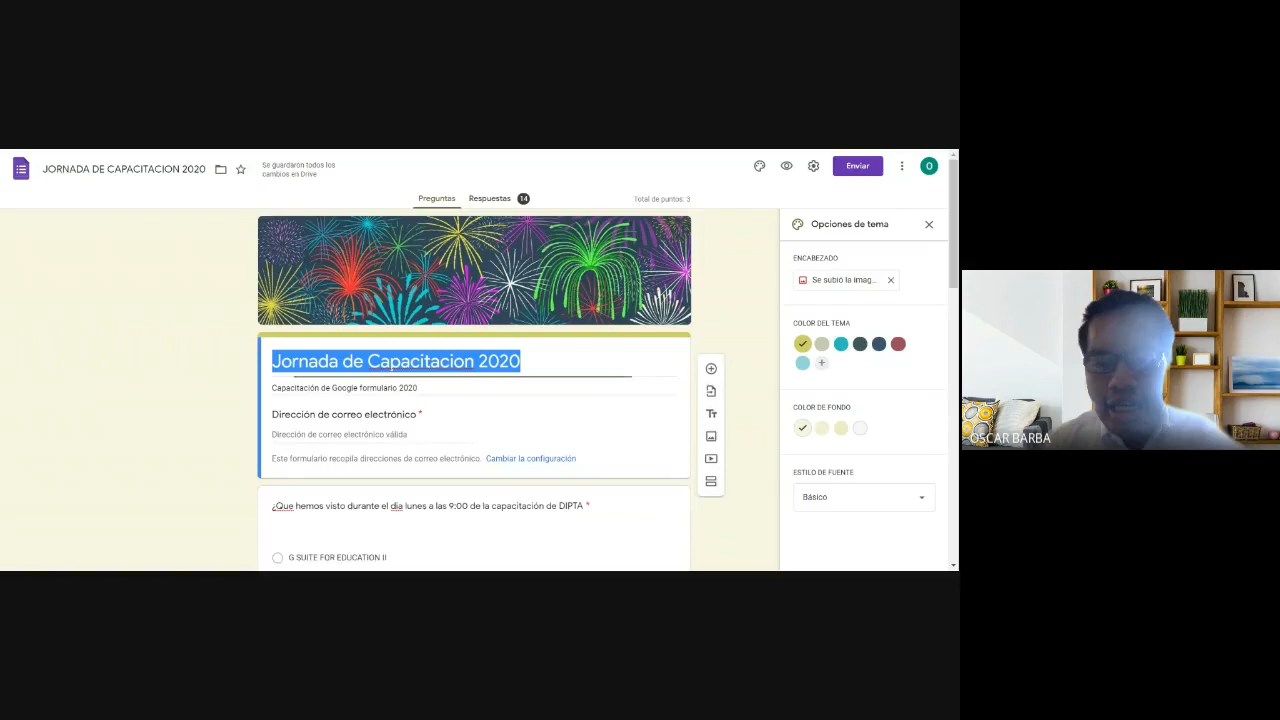 JORNADA DE CAPACITACION 2020
Se guardaron todos los
cambios en Drive
Enviar
O
Preguntas
Respuestas 14
Total de puntos: 3
Opciones de tema
ENCABEZADO
Se subió la imag...
COLOR DEL TEMA
COLOR DE FONDO
ESTILO DE FUENTE
Básico
Jornada de Capacitacion 2020
Capacitación de Google formulario 2020
Dirección de correo electrónico *
Dirección de correo electrónico válida
Este formulario recopila direcciones de correo electrónico. Cambiar la configuración
¿Que hemos visto durante el dia lunes a las 9:00 de la capacitación de DIPTA *
G SUITE FOR EDUCATION II
Tт
OSCAR BARBA